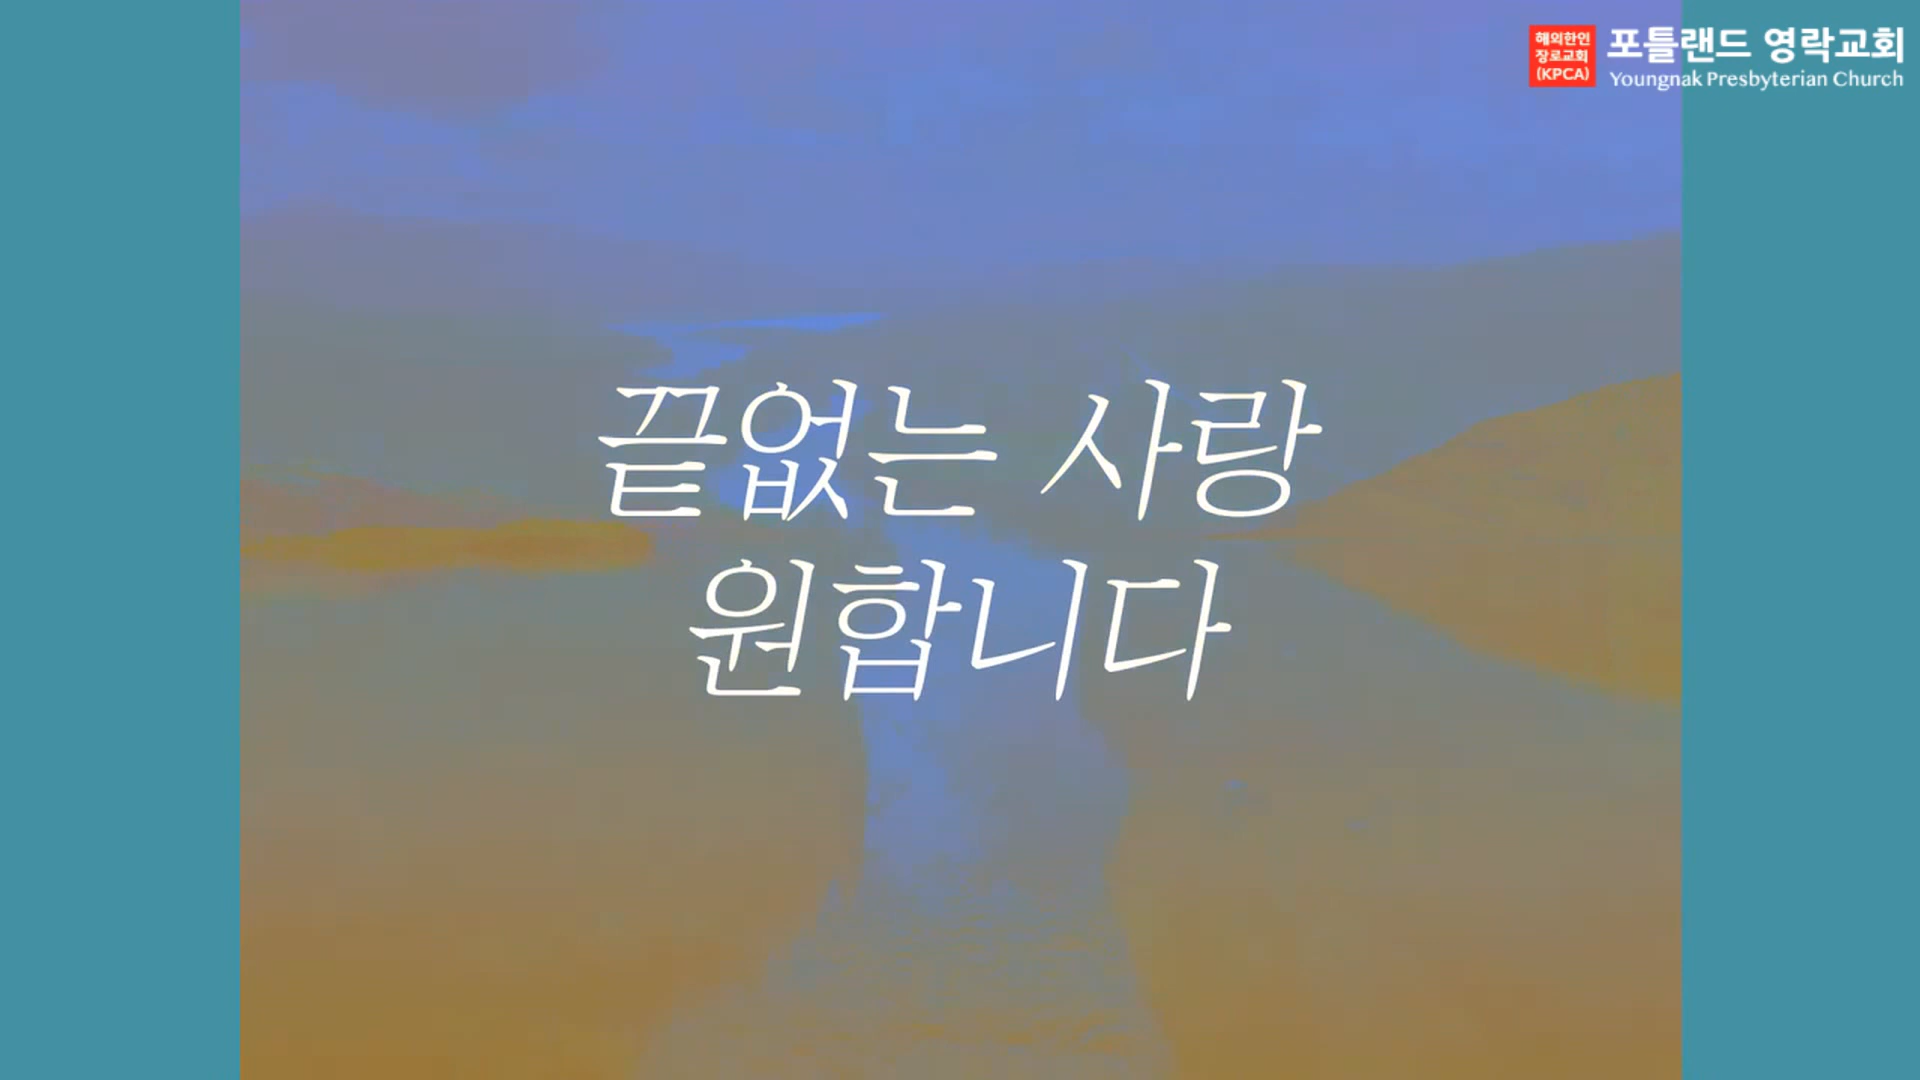 해외한인
장로교회
(KPCA)
포틀랜드 영락교회
Youngnak Presbyterian Church
끝없는 사랑
원합니다